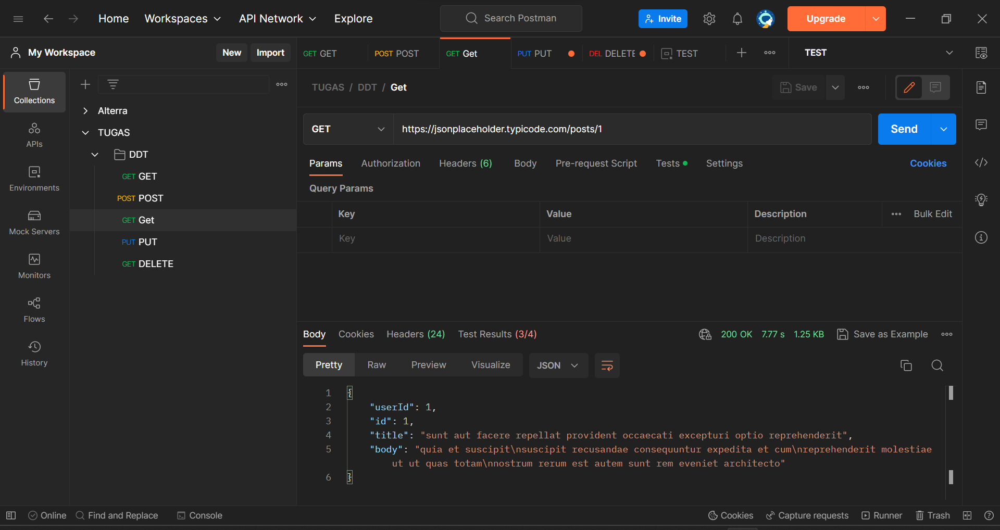 Home Workspaces API Network Explore Search Postman Invite Upgrade
My Workspace New Import GET GET POST POST GET Get PUT PUT DEL DELETE TEST TEST
TUGAS / DDT / Get Save
Collections
APIs
Environments
Mock Servers
Monitors
Flows
History
Alterra
TUGAS
DDT
GET GET
POST POST
GET Get
PUT PUT
GET DELETE
GET https://jsonplaceholder.typicode.com/posts/1 Send
Params Authorization Headers (6) Body Pre-request Script Tests Settings Cookies
Query Params
Key Value Description Bulk Edit
Key Value Description
Body Cookies Headers (24) Test Results (3/4) 200 OK 7.77 s 1.25 KB Save as Example
Pretty Raw Preview Visualize JSON
1 {
2 "userId": 1,
3 "id": 1,
4 "title": "sunt aut facere repellat provident occaecati excepturi optio reprehenderit",
5 "body": "quia et suscipit\nsuscipit recusandae consequuntur expedita et cum\nreprehenderit molestiae
ut ut quas totam\nnostrum rerum est autem sunt rem eveniet architecto"
6 }
Online Find and Replace Console Cookies Capture requests Runner Trash